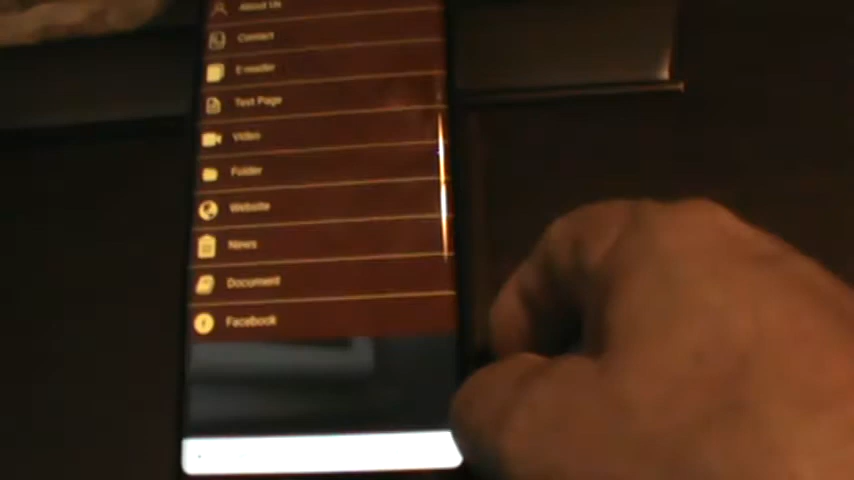 About Us
Contact
E-reader
Text Page
Video
Folder
Website
News
Document
Facebook